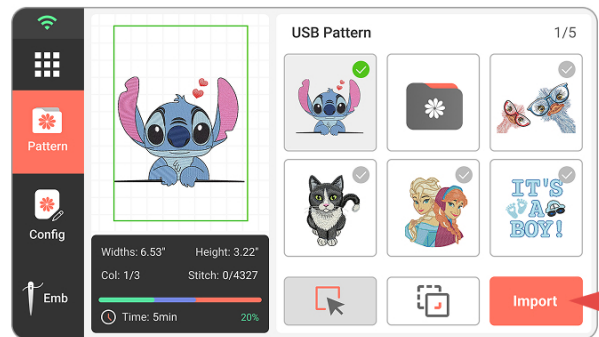 USB Pattern
1/5
Pattern
Config
Emb
Widths: 6.53"
Height: 3.22"
Col: 1/3
Stitch: 0/4327
Time: 5min
20%
IT'S
A
BOY!
Import